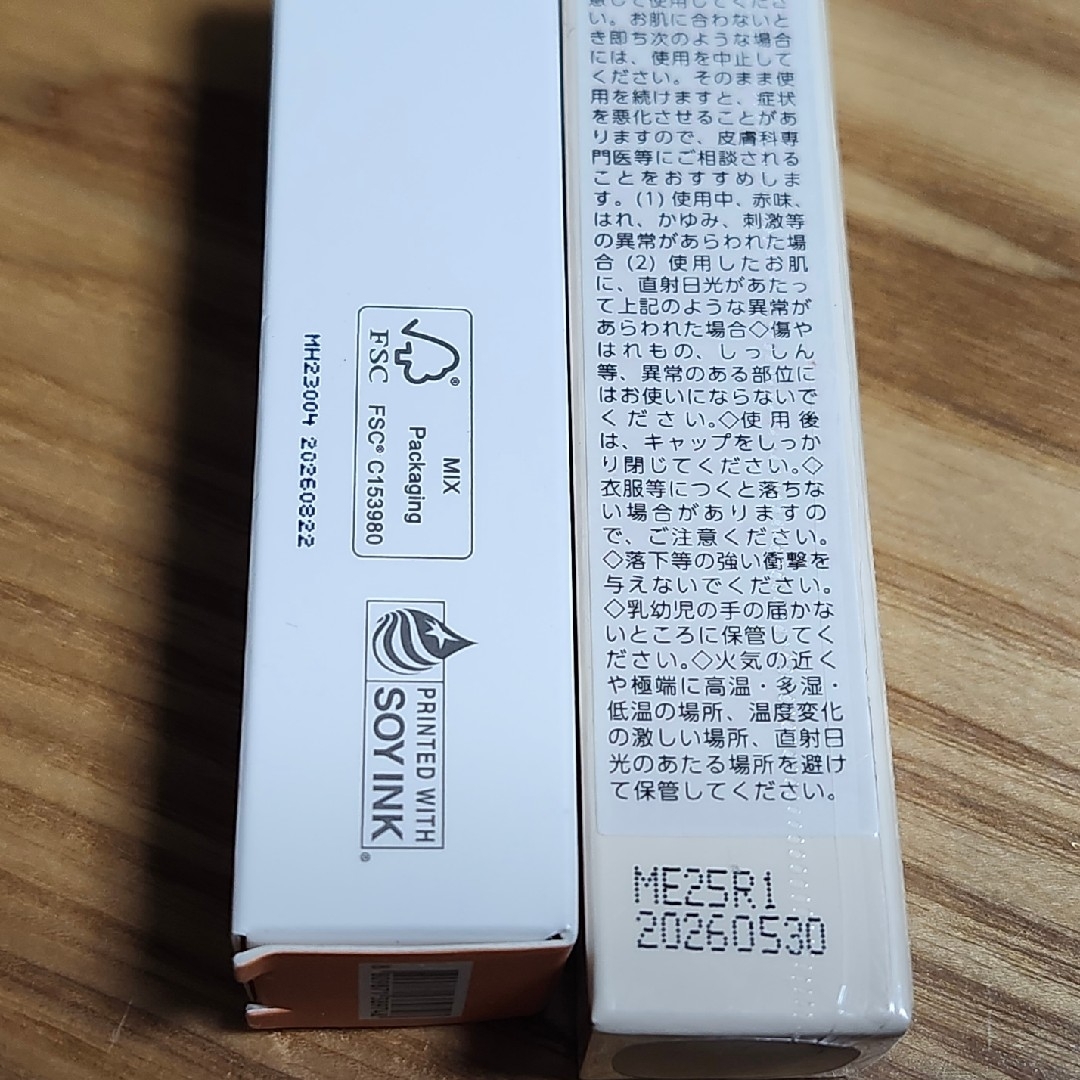 MH23004 20260822
FSC
MIX
Packaging
FSC® C153980
PRINTED WITH
SOY INK
®
意して使用してくださ
い。お肌に合わないと
き即ち次のような場合
には、使用を中止して
ください。そのまま使
用を続けますと、症状
を悪化させることがあ
りますので、皮膚科専
門医等にご相談される
ことをおすすめしま
す。(1) 使用中、赤味、
はれ、かゆみ、刺激等
の異常があらわれた場
合 (2) 使用したお肌
に、直射日光があたっ
て上記のような異常が
あらわれた場合◇傷や
はれもの、しっしん
等、異常のある部位に
はお使いにならないで
ください。◇使用後
は、キャップをしっか
り閉じてください。◇
衣服等につくと落ちな
い場合がありますの
で、ご注意ください。
◇落下等の強い衝撃を
与えないでください。
◇乳幼児の手の届かな
いところに保管してく
ださい。◇火気の近く
や極端に高温・多湿・
低温の場所、温度変化
の激しい場所、直射日
光のあたる場所を避け
て保管してください。
ME25R1
20260530